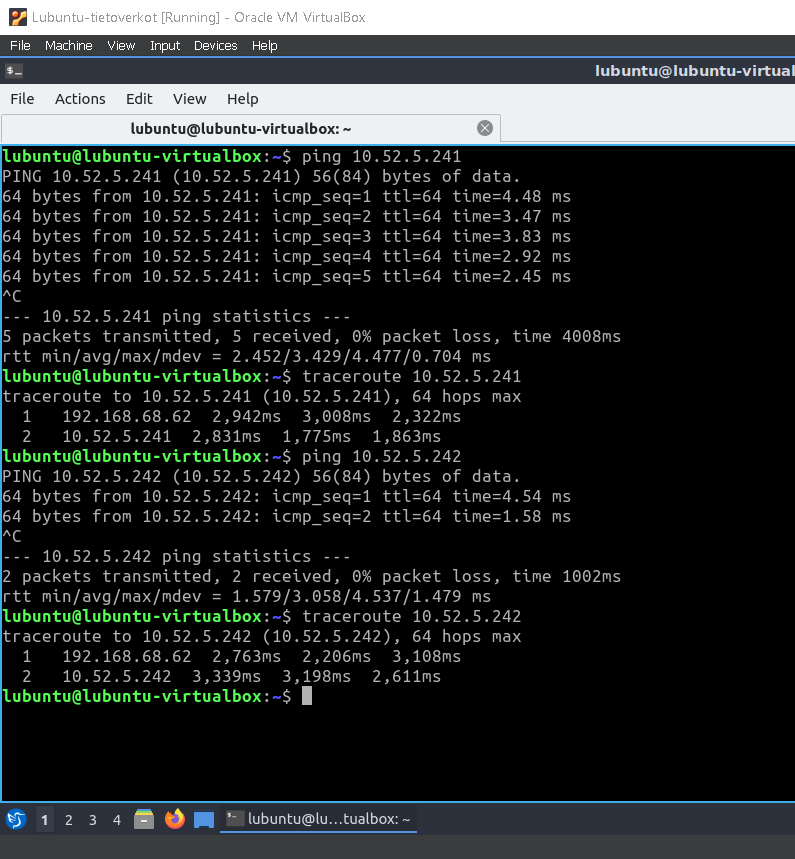 Lubuntu-tietoverkot [Running] - Oracle VM VirtualBox
File Machine View Input Devices Help
lubuntu@lubuntu-virtual
File Actions Edit View Help
lubuntu@lubuntu-virtualbox: ~
lubuntu@lubuntu-virtualbox:~$ ping 10.52.5.241
PING 10.52.5.241 (10.52.5.241) 56(84) bytes of data.
64 bytes from 10.52.5.241: icmp_seq=1 ttl=64 time=4.48 ms
64 bytes from 10.52.5.241: icmp_seq=2 ttl=64 time=3.47 ms
64 bytes from 10.52.5.241: icmp_seq=3 ttl=64 time=3.83 ms
64 bytes from 10.52.5.241: icmp_seq=4 ttl=64 time=2.92 ms
64 bytes from 10.52.5.241: icmp_seq=5 ttl=64 time=2.45 ms
^C
--- 10.52.5.241 ping statistics ---
5 packets transmitted, 5 received, 0% packet loss, time 4008ms
rtt min/avg/max/mdev = 2.452/3.429/4.477/0.704 ms
lubuntu@lubuntu-virtualbox:~$ traceroute 10.52.5.241
traceroute to 10.52.5.241 (10.52.5.241), 64 hops max
  1   192.168.68.62  2,942ms  3,008ms  2,322ms
  2   10.52.5.241  2,831ms  1,775ms  1,863ms
lubuntu@lubuntu-virtualbox:~$ ping 10.52.5.242
PING 10.52.5.242 (10.52.5.242) 56(84) bytes of data.
64 bytes from 10.52.5.242: icmp_seq=1 ttl=64 time=4.54 ms
64 bytes from 10.52.5.242: icmp_seq=2 ttl=64 time=1.58 ms
^C
--- 10.52.5.242 ping statistics ---
2 packets transmitted, 2 received, 0% packet loss, time 1002ms
rtt min/avg/max/mdev = 1.579/3.058/4.537/1.479 ms
lubuntu@lubuntu-virtualbox:~$ traceroute 10.52.5.242
traceroute to 10.52.5.242 (10.52.5.242), 64 hops max
  1   192.168.68.62  2,763ms  2,206ms  3,108ms
  2   10.52.5.242  3,339ms  3,198ms  2,611ms
lubuntu@lubuntu-virtualbox:~$
1 2 3 4 lubuntu@lu…tualbox: ~